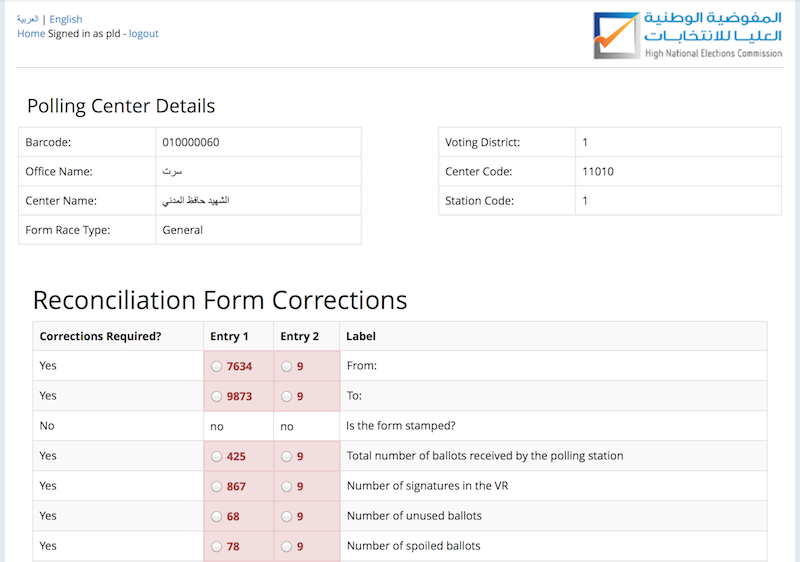 العربية | English
Home Signed in as pld - logout
المفوضية الوطنية
العليا للانتخابات
High National Elections Commission
Polling Center Details
Barcode: 010000060
Office Name: سرت
Center Name: الشهيد حافظ المدني
Form Race Type: General
Voting District: 1
Center Code: 11010
Station Code: 1
Reconciliation Form Corrections
Corrections Required? Entry 1 Entry 2 Label
Yes 7634 9 From:
Yes 9873 9 To:
No no no Is the form stamped?
Yes 425 9 Total number of ballots received by the polling station
Yes 867 9 Number of signatures in the VR
Yes 68 9 Number of unused ballots
Yes 78 9 Number of spoiled ballots